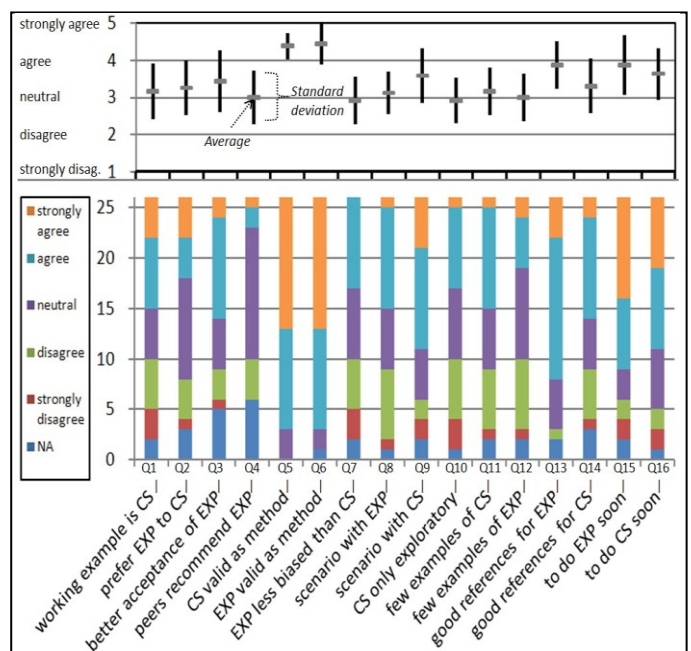 strongly agree 5
agree 4
neutral 3
disagree 2
strongly disag. 1
Standard
deviation
Average
strongly
agree
agree
neutral
disagree
strongly
disagree
NA
25
20
15
10
5
0
Q1 Q2 Q3 Q4 Q5 Q6 Q7 Q8 Q9 Q10 Q11 Q12 Q13 Q14 Q15 Q16
working example is CS
prefer EXP to CS
better acceptance of EXP
peers recommend EXP
CS valid as method
EXP valid as method
EXP less biased than CS
scenario with EXP
scenario with CS
CS only exploratory
few examples of CS
few examples of EXP
good references for EXP
good references for CS
to do EXP soon
to do CS soon